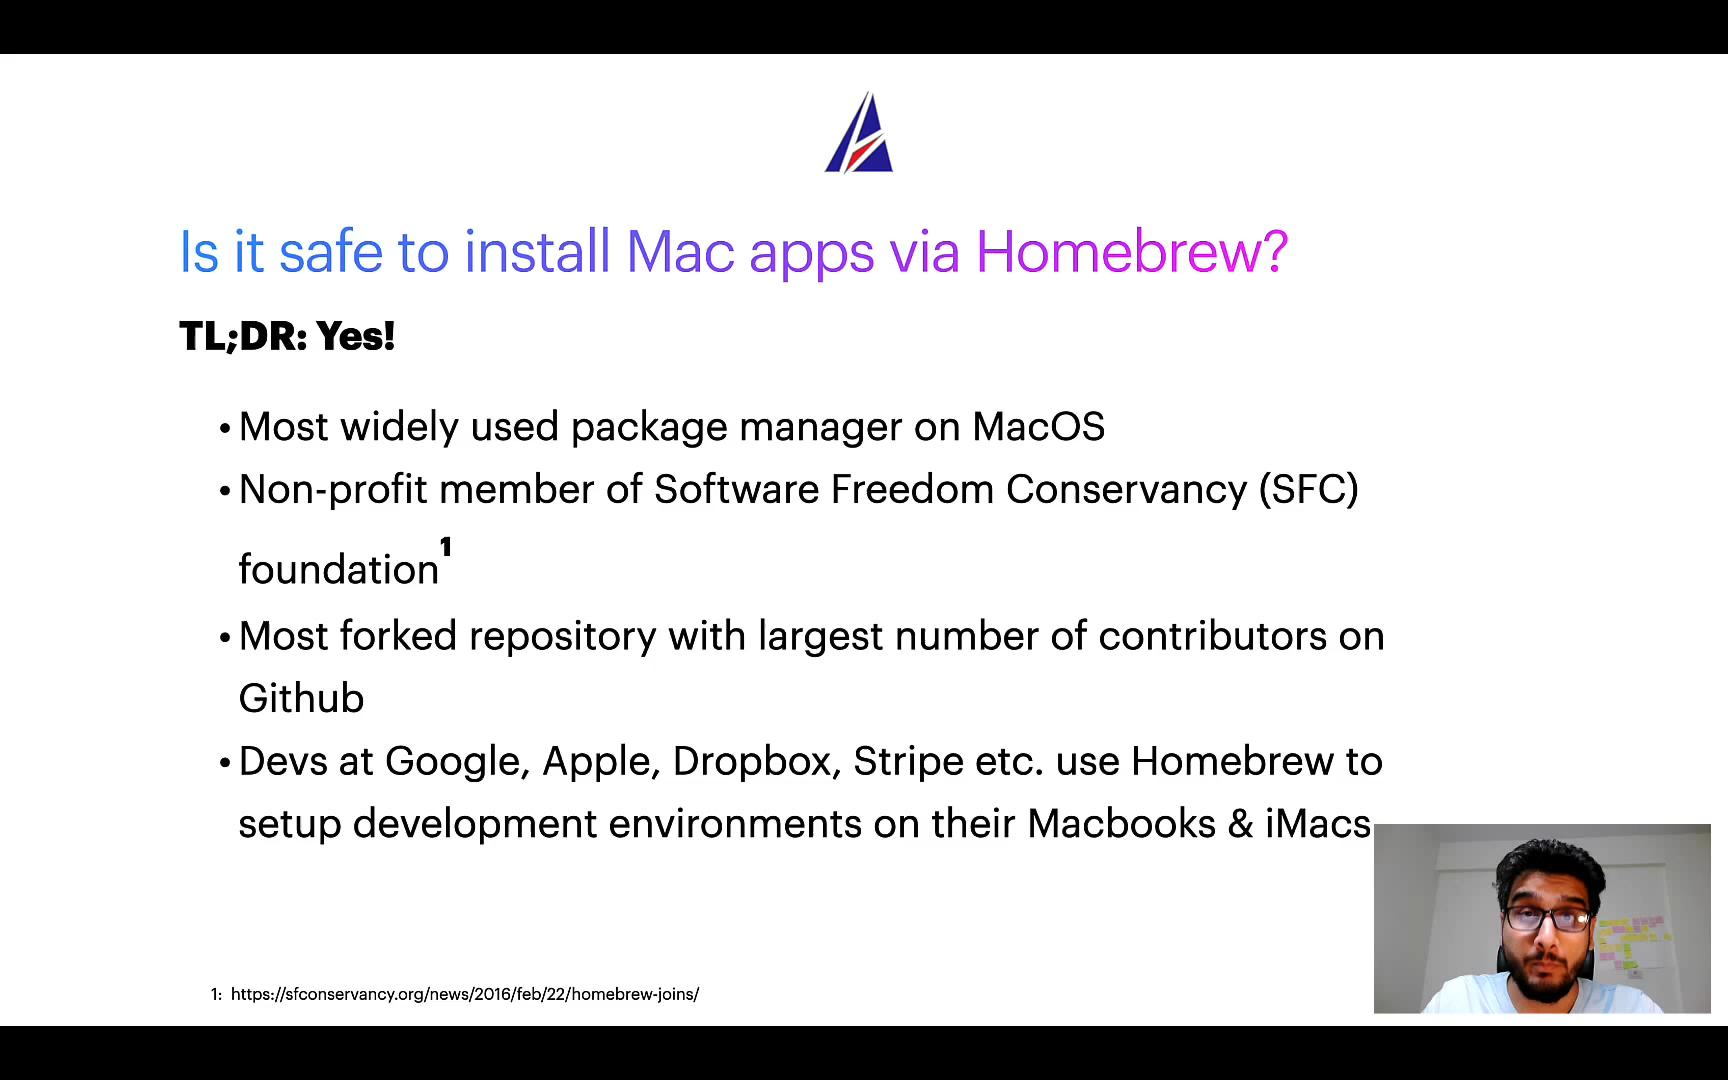 Is it safe to install Mac apps via Homebrew?
TL;DR: Yes!
• Most widely used package manager on MacOS
• Non-profit member of Software Freedom Conservancy (SFC)
foundation1
• Most forked repository with largest number of contributors on
Github
• Devs at Google, Apple, Dropbox, Stripe etc. use Homebrew to
setup development environments on their Macbooks & iMacs
1: https://sfconservancy.org/news/2016/feb/22/homebrew-joins/